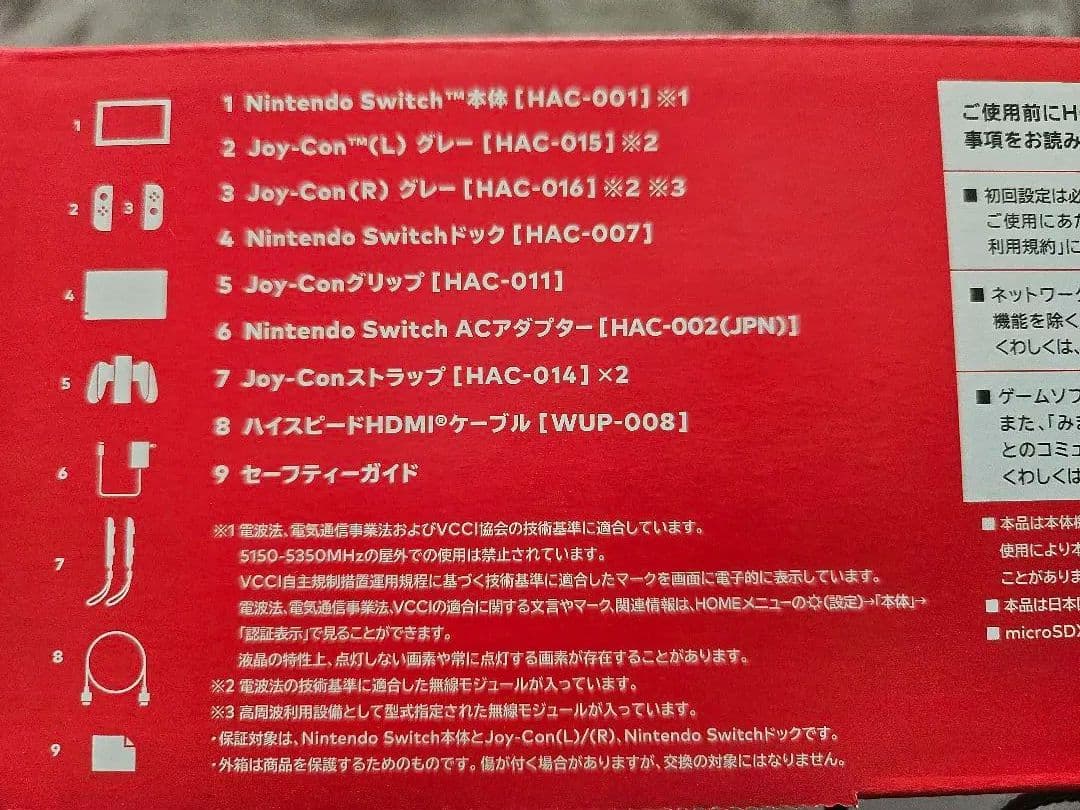 1 1 Nintendo Switch™本体 [HAC-001] ※1
2 Joy-Con™(L) グレー [HAC-015] ※2
2 3 3 Joy-Con(R) グレー [HAC-016] ※2 ※3
4 Nintendo Switchドック [HAC-007]
4 5 Joy-Conグリップ [HAC-011]
6 Nintendo Switch ACアダプター [HAC-002(JPN)]
5 7 Joy-Conストラップ [HAC-014] ×2
8 ハイスピードHDMI®ケーブル [WUP-008]
6 9 セーフティーガイド
7
8
9
※1 電波法、電気通信事業法およびVCCI協会の技術基準に適合しています。
5150-5350MHzの屋外での使用は禁止されています。
VCCI自主規制措置運用規程に基づく技術基準に適合したマークを画面に電子的に表示しています。
電波法、電気通信事業法、VCCIの適合に関する文言やマーク、関連情報は、HOMEメニューの(設定)→「本体」→
「認証表示」で見ることができます。
液晶の特性上、点灯しない画素や常に点灯する画素が存在することがあります。
※2 電波法の技術基準に適合した無線モジュールが入っています。
※3 高周波利用設備として型式指定された無線モジュールが入っています。
・保証対象は、Nintendo Switch本体とJoy-Con(L)/(R)、Nintendo Switchドックです。
・外箱は商品を保護するためのものです。傷が付く場合がありますが、交換の対象にはなりません。
ご使用前にH
事項をお読み
■ 初回設定は必
ご使用にあた
利用規約」に
■ ネットワーク
機能を除く
くわしくは、
■ ゲームソフ
また、「みま
とのコミュ
くわしくは
■ 本品は本体機
使用により本
ことがありま
■ 本品は日本国
■ microSDX